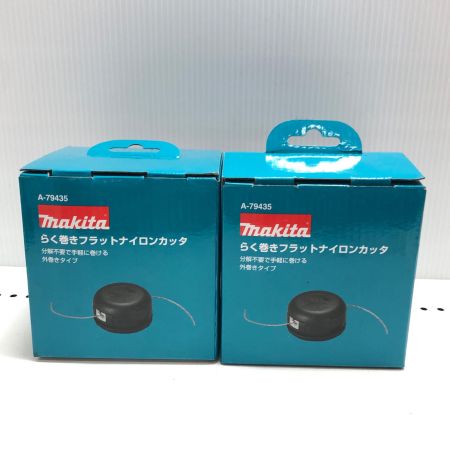 A-79435
makita
らく巻きフラットナイロンカッタ
分解不要で手軽に巻ける
外巻きタイプ
A-79435
makita
らく巻きフラットナイロンカッタ
分解不要で手軽に巻ける
外巻きタイプ